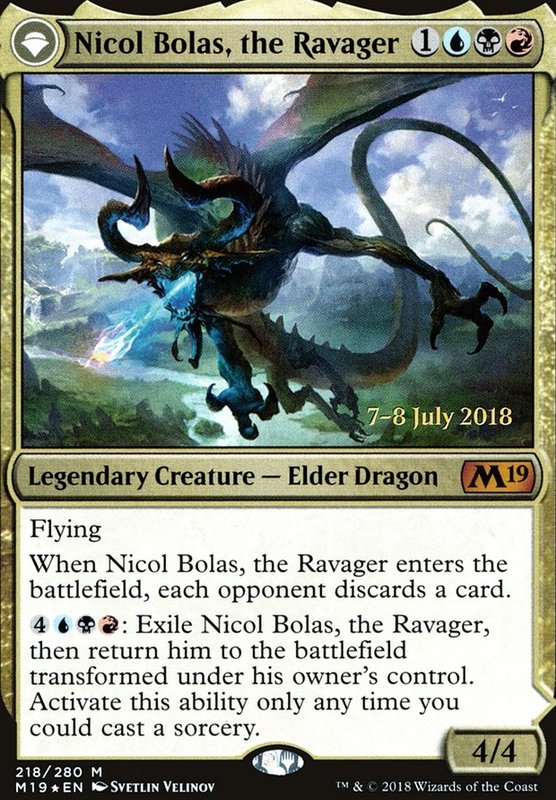 Nicol Bolas, the Ravager 1
7–8 July 2018
Legendary Creature — Elder Dragon M19
Flying
When Nicol Bolas, the Ravager enters the
battlefield, each opponent discards a card.
4: Exile Nicol Bolas, the Ravager,
then return him to the battlefield
transformed under his owner's control.
Activate this ability only any time you
could cast a sorcery.
4/4
218/280 M
M19★EN Svetlin Velinov
™ & © 2018 Wizards of the Coast